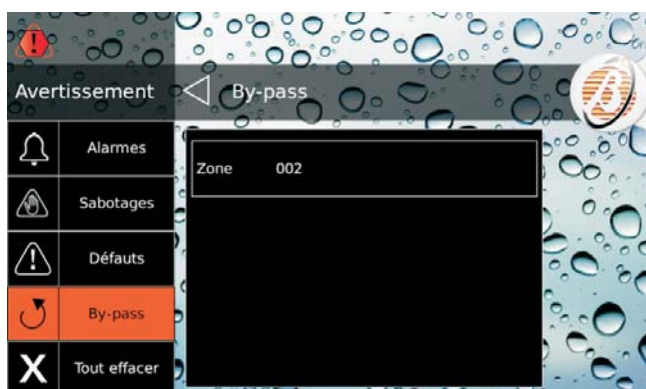 Avertissement
By-pass
Alarmes
Sabotages
Défauts
By-pass
Tout effacer
Zone 002